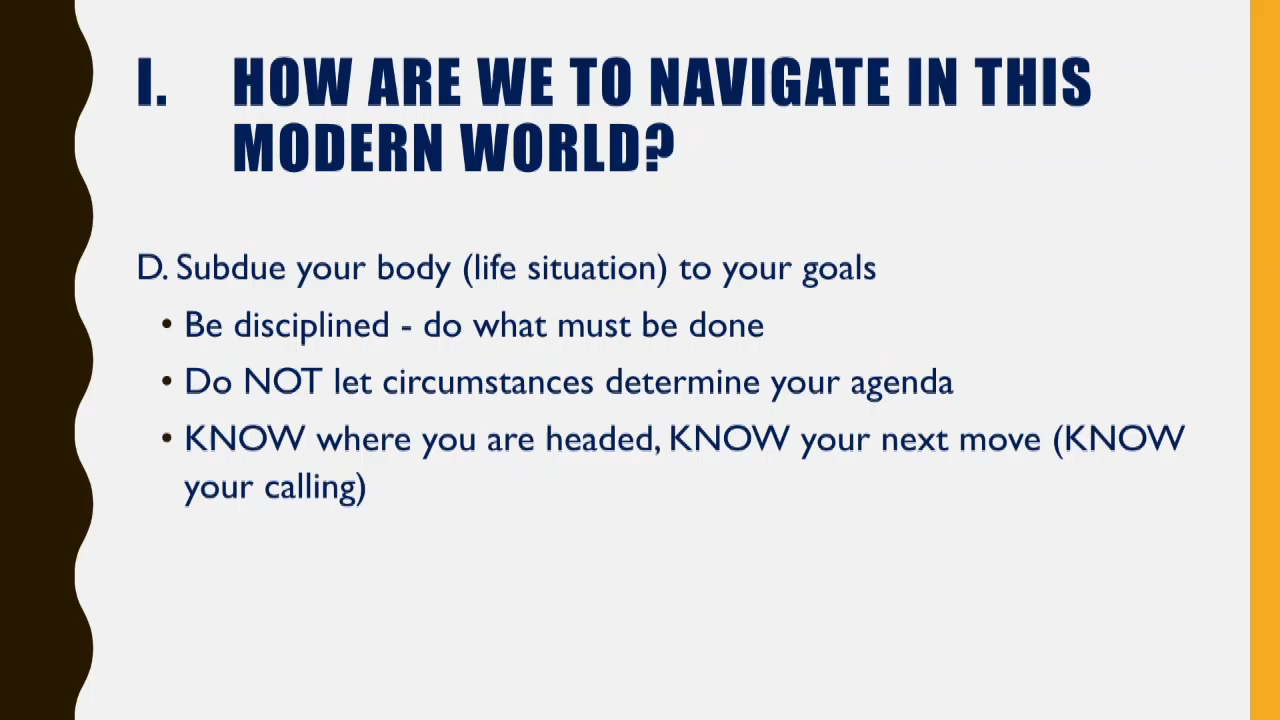 I. HOW ARE WE TO NAVIGATE IN THIS
MODERN WORLD?
D. Subdue your body (life situation) to your goals
• Be disciplined - do what must be done
• Do NOT let circumstances determine your agenda
• KNOW where you are headed, KNOW your next move (KNOW
your calling)